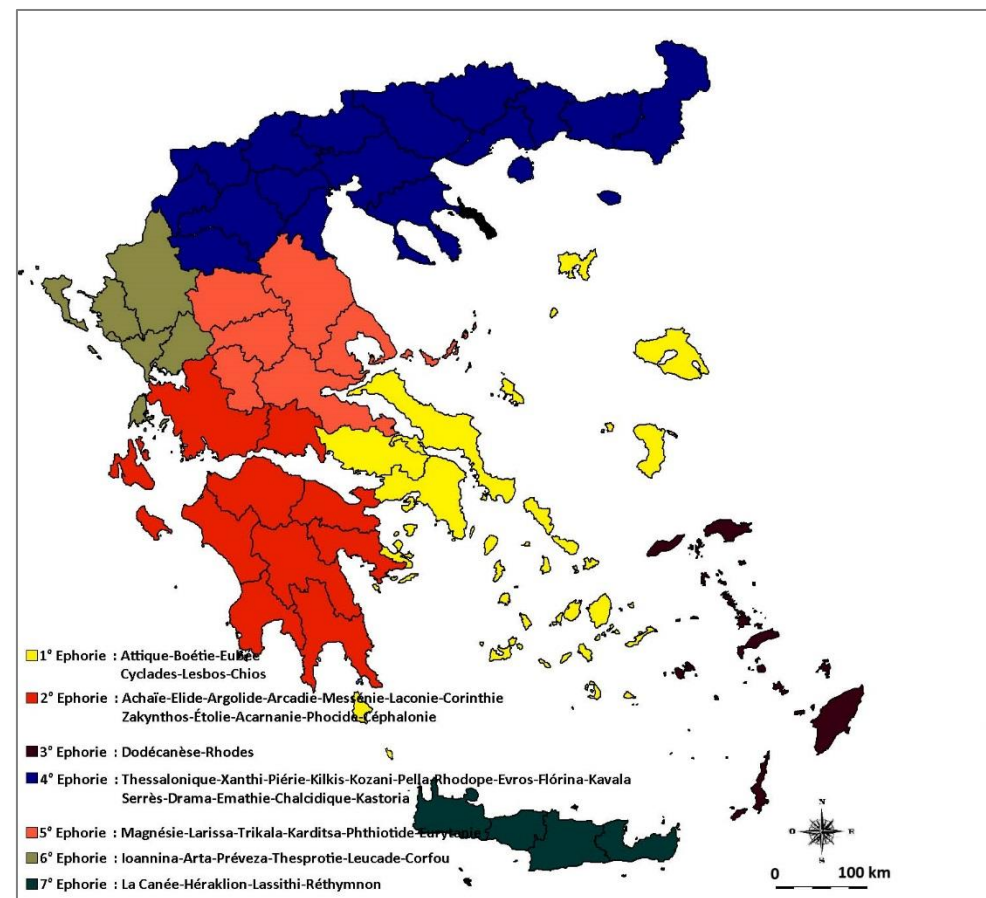 1° Ephorie : Attique-Boétie-Eubée
Cyclades-Lesbos-Chios
2° Ephorie : Achaïe-Elide-Argolide-Arcadie-Messénie-Laconie-Corinthie
Zakynthos-Étolie-Acarnanie-Phocide-Céphalonie
3° Ephorie : Dodécanèse-Rhodes
4° Ephorie : Thessalonique-Xanthi-Piérie-Kilkis-Kozani-Pella-Rhodope-Evros-Flórina-Kavala
Serrès-Drama-Emathie-Chalcidique-Kastoria
5° Ephorie : Magnésie-Larissa-Trikala-Karditsa-Phthiotide-Eurytanie
6° Ephorie : Ioannina-Arta-Préveza-Thesprotie-Leucade-Corfou
7° Ephorie : La Canée-Héraklion-Lassithi-Réthymnon
N
O E
S
0 100 km